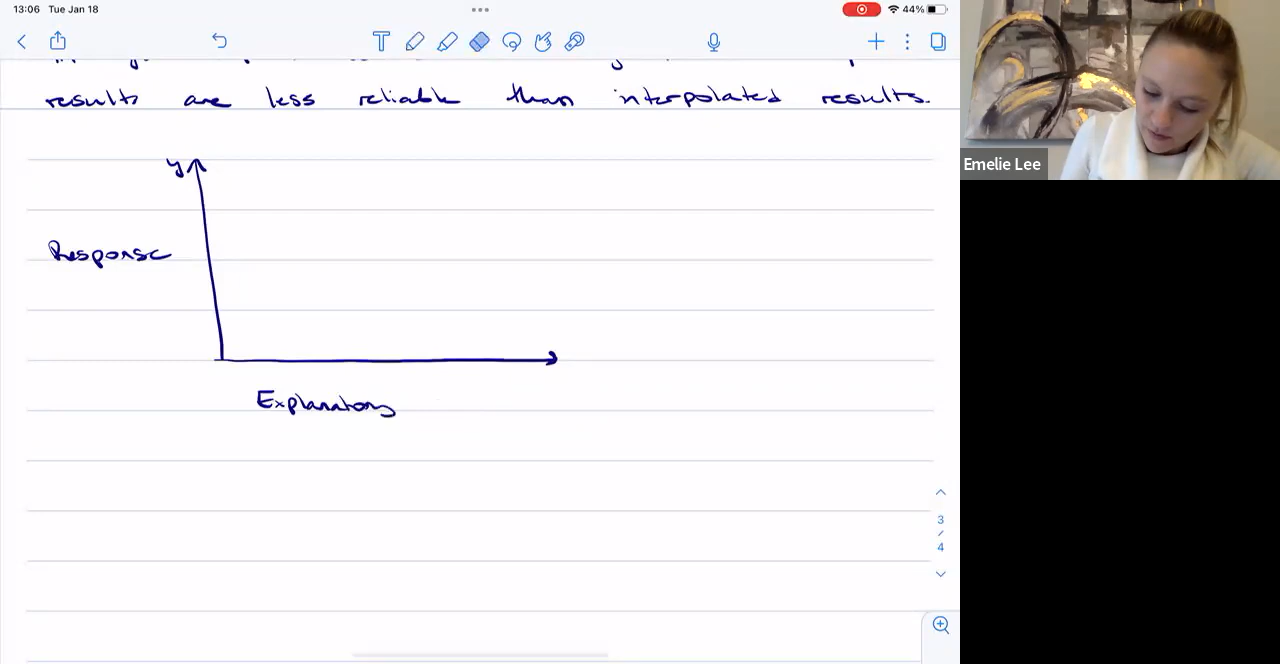 13:06 Tue Jan 18
44%
T
results are less reliable than interpolated results.
y
Response
Explanatory
3
4
Emelie Lee